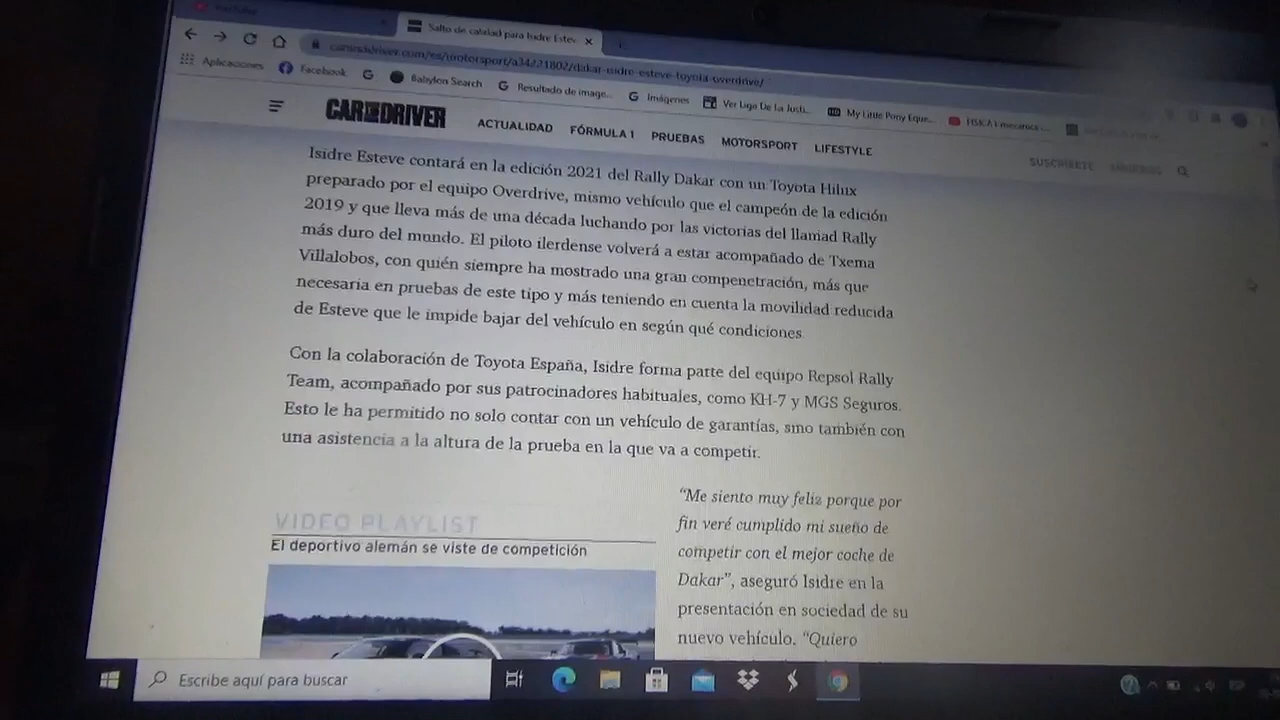 YouTube
Salto de calidad para Isidre Estev
caranddriver.com/es/motorsport/a34221802/dakar-isidre-esteve-toyota-overdrive/
Aplicaciones Facebook Babylon Search Resultado de image... Imágenes Ver Liga De La Justi... My Little Pony Eque...
CAR AND DRIVER ACTUALIDAD FÓRMULA 1 PRUEBAS MOTORSPORT LIFESTYLE SUSCRÍBETE
Isidre Esteve contará en la edición 2021 del Rally Dakar con un Toyota Hilux
preparado por el equipo Overdrive, mismo vehículo que el campeón de la edición
2019 y que lleva más de una década luchando por las victorias del llamad Rally
más duro del mundo. El piloto ilerdense volverá a estar acompañado de Txema
Villalobos, con quién siempre ha mostrado una gran compenetración, más que
necesaria en pruebas de este tipo y más teniendo en cuenta la movilidad reducida
de Esteve que le impide bajar del vehículo en según qué condiciones
Con la colaboración de Toyota España, Isidre forma parte del equipo Repsol Rally
Team, acompañado por sus patrocinadores habituales, como KH-7 y MGS Seguros.
Esto le ha permitido no solo contar con un vehículo de garantías, sino también con
una asistencia a la altura de la prueba en la que va a competir.
VIDEO PLAYLIST
El deportivo alemán se viste de competición
“Me siento muy feliz porque por
fin veré cumplido mi sueño de
competir con el mejor coche de
Dakar”, aseguró Isidre en la
presentación en sociedad de su
nuevo vehículo. “Quiero
Escribe aquí para buscar